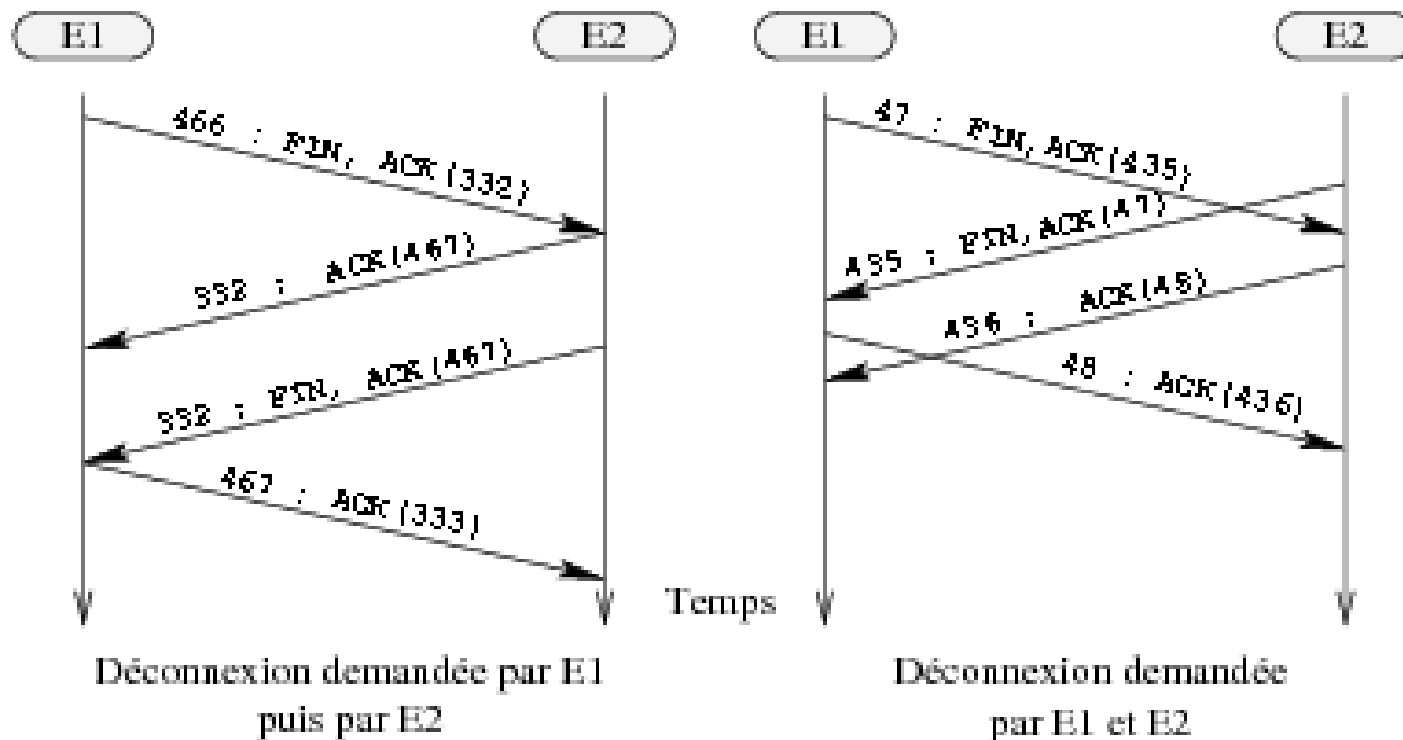 E1
E2
466 : FIN, ACK(332)
332 : ACK(467)
332 : FIN, ACK(467)
467 : ACK(333)
Déconnexion demandée par E1
puis par E2
Temps
E1
E2
47 : FIN,ACK(435)
435 : FIN,ACK(47)
436 : ACK(48)
48 : ACK(436)
Déconnexion demandée
par E1 et E2